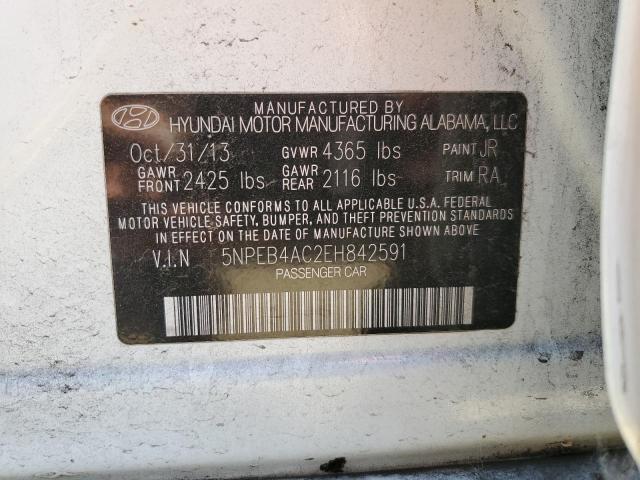 MANUFACTURED BY
HYUNDAI MOTOR MANUFACTURING ALABAMA, LLC
Oct/31/13 GVWR 4365 lbs PAINT JR
GAWR FRONT 2425 lbs GAWR REAR 2116 lbs TRIM RA
THIS VEHICLE CONFORMS TO ALL APPLICABLE U.S.A. FEDERAL
MOTOR VEHICLE SAFETY, BUMPER, AND THEFT PREVENTION STANDARDS
IN EFFECT ON THE DATE OF MANUFACTURE SHOWN ABOVE.
V.I.N 5NPEB4AC2EH842591
PASSENGER CAR